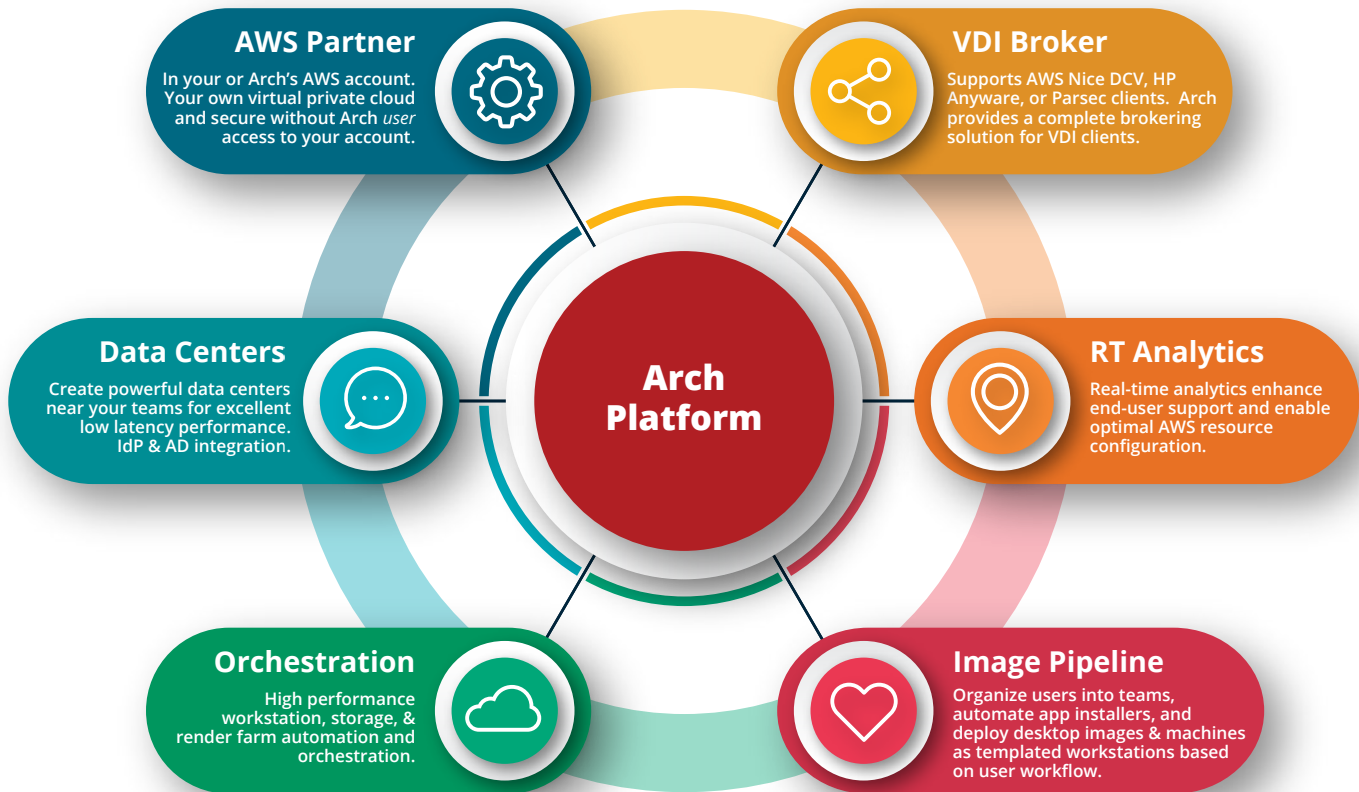 AWS Partner
In your or Arch's AWS account.
Your own virtual private cloud
and secure without Arch user
access to your account.
VDI Broker
Supports AWS Nice DCV, HP
Anyware, or Parsec clients.  Arch
provides a complete brokering
solution for VDI clients.
Data Centers
Create powerful data centers
near your teams for excellent
low latency performance.
IdP & AD integration.
Arch
Platform
RT Analytics
Real-time analytics enhance
end-user support and enable
optimal AWS resource
configuration.
Orchestration
High performance
workstation, storage, &
render farm automation and
orchestration.
Image Pipeline
Organize users into teams,
automate app installers, and
deploy desktop images & machines
as templated workstations based
on user workflow.